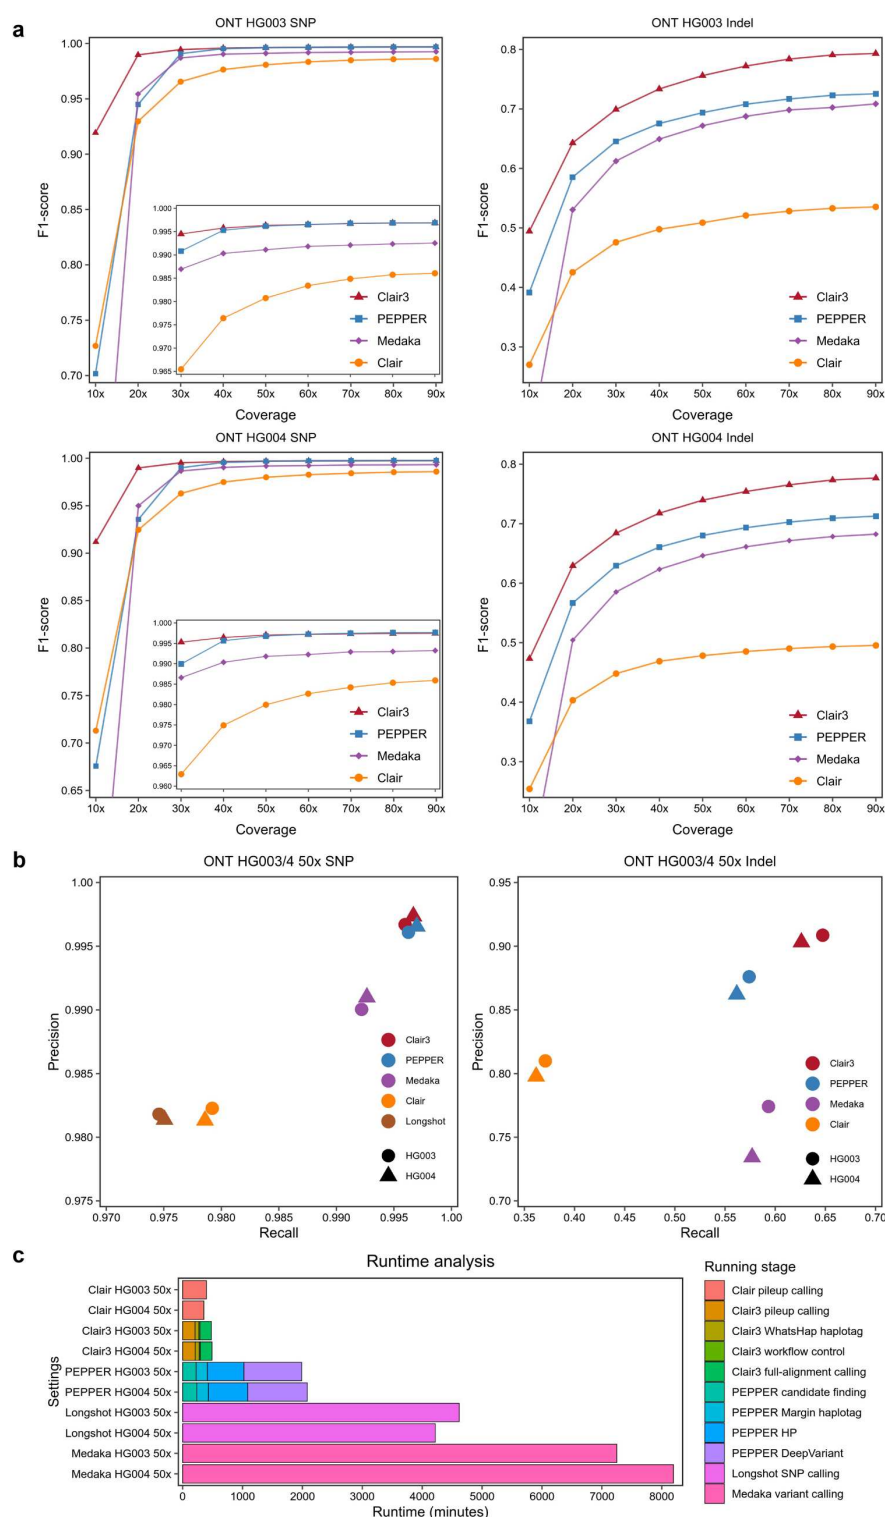 a
ONT HG003 SNP
F1-score
1.00
0.95
0.90
0.85
0.80
0.75
0.70
10x 20x 30x 40x 50x 60x 70x 80x 90x
Coverage
1.000
0.995
0.990
0.985
0.980
0.975
0.970
0.965
Clair3
PEPPER
Medaka
Clair
ONT HG003 Indel
F1-score
0.8
0.7
0.6
0.5
0.4
0.3
10x 20x 30x 40x 50x 60x 70x 80x 90x
Coverage
Clair3
PEPPER
Medaka
Clair
ONT HG004 SNP
F1-score
1.00
0.95
0.90
0.85
0.80
0.75
0.70
0.65
10x 20x 30x 40x 50x 60x 70x 80x 90x
Coverage
1.000
0.995
0.990
0.985
0.980
0.975
0.970
0.965
0.960
Clair3
PEPPER
Medaka
Clair
ONT HG004 Indel
F1-score
0.8
0.7
0.6
0.5
0.4
0.3
10x 20x 30x 40x 50x 60x 70x 80x 90x
Coverage
Clair3
PEPPER
Medaka
Clair
b
ONT HG003/4 50x SNP
Precision
1.00
0.995
0.990
0.985
0.980
0.975
0.970 0.975 0.980 0.985 0.990 0.995 1.00
Recall
Clair3
PEPPER
Medaka
Clair
Longshot
HG003
HG004
ONT HG003/4 50x Indel
Precision
0.95
0.90
0.85
0.80
0.75
0.70
0.35 0.40 0.45 0.50 0.55 0.60 0.65 0.70
Recall
Clair3
PEPPER
Medaka
Clair
HG003
HG004
c
Runtime analysis
Settings
Clair HG003 50x
Clair HG004 50x
Clair3 HG003 50x
Clair3 HG004 50x
PEPPER HG003 50x
PEPPER HG004 50x
Longshot HG003 50x
Longshot HG004 50x
Medaka HG003 50x
Medaka HG004 50x
0 1000 2000 3000 4000 5000 6000 7000 8000
Runtime (minutes)
Running stage
Clair pileup calling
Clair3 pileup calling
Clair3 WhatsHap haplotag
Clair3 workflow control
Clair3 full-alignment calling
PEPPER candidate finding
PEPPER Margin haplotag
PEPPER HP
PEPPER DeepVariant
Longshot SNP calling
Medaka variant calling